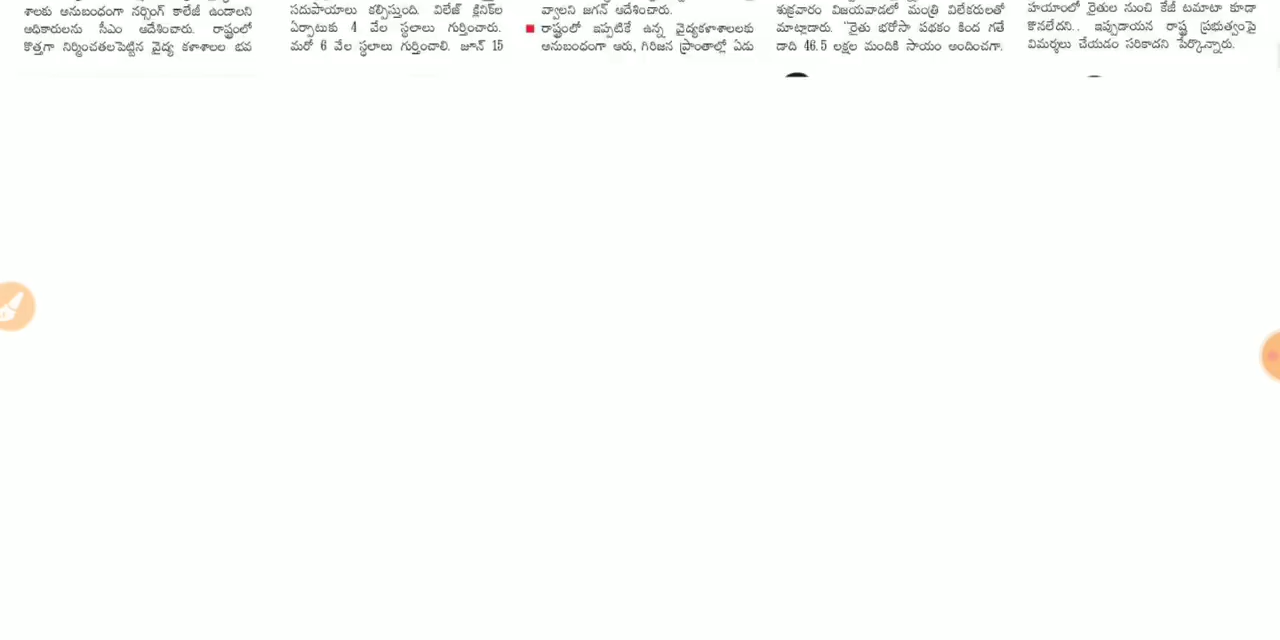 శాలకు అనుబంధంగా నర్సింగ్ కాలేజీ ఉండాలని
అధికారులను సీఎం ఆదేశించారు. రాష్ట్రంలో
కొత్తగా నిర్మించతలపెట్టిన వైద్య కళాశాలల భవ
సదుపాయాలు కల్పిస్తుంది. విలేజ్ క్లినిక్‌ల
ఏర్పాటుకు 4 వేల స్థలాలు గుర్తించారు.
మరో 6 వేల స్థలాలు గుర్తించాలి. జూన్ 15
వ్వాలని జగన్ ఆదేశించారు.
రాష్ట్రంలో ఇప్పటికే ఉన్న వైద్యకళాశాలలకు
అనుబంధంగా ఆరు, గిరిజన ప్రాంతాల్లో ఏడు
శుక్రవారం విజయవాడలో మంత్రి విలేకరులతో
మాట్లాడారు. ‘‘రైతు భరోసా పథకం కింద గతే
డాది 46.5 లక్షల మందికి సాయం అందించగా.
హయాంలో రైతుల నుంచి కేజీ టమాటా కూడా
కొనలేదని.. ఇప్పుడాయన రాష్ట్ర ప్రభుత్వంపై
విమర్శలు చేయడం సరికాదని పేర్కొన్నారు.